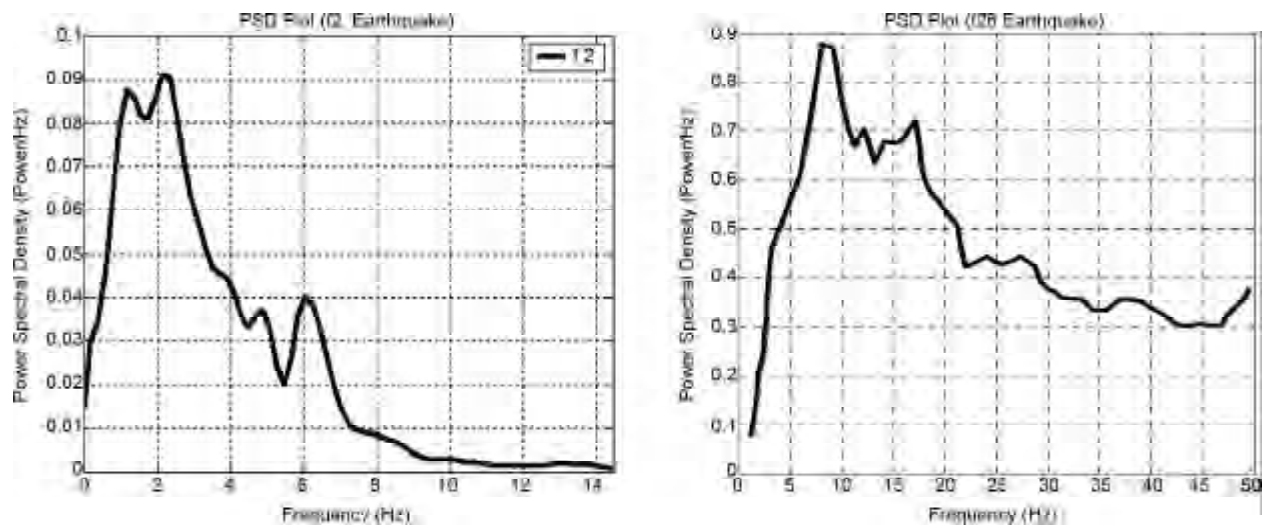 PSD Plot (f2, Earthquake)
0.1
0.09
0.08
0.07
0.06
0.05
0.04
0.03
0.02
0.01
0
Power Spectral Density (Power/Hz)
0 2 4 6 8 10 12 14
Frequency (Hz)
PSD Plot (f26 Earthquake)
0.9
0.8
0.7
0.6
0.5
0.4
0.3
0.2
0.1
0
Power Spectral Density (Power/Hz)
0 5 10 15 20 25 30 35 40 45 50
Frequency (Hz)